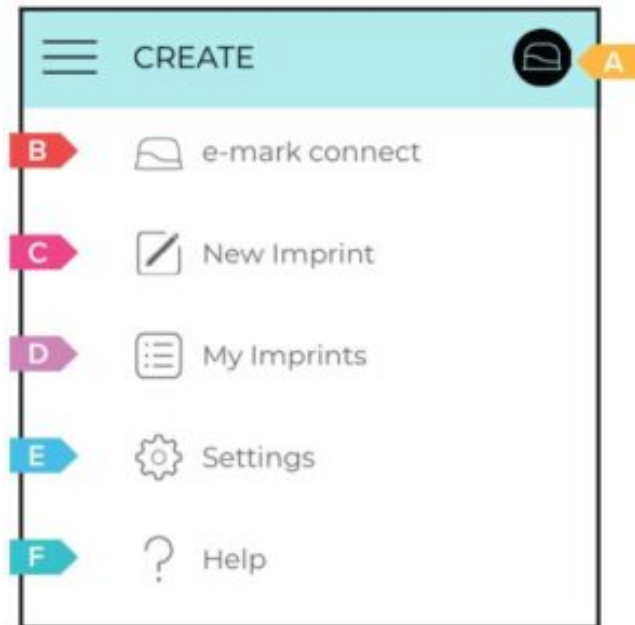 CREATE
A
B
e-mark connect
C
New Imprint
D
My Imprints
E
Settings
F
Help